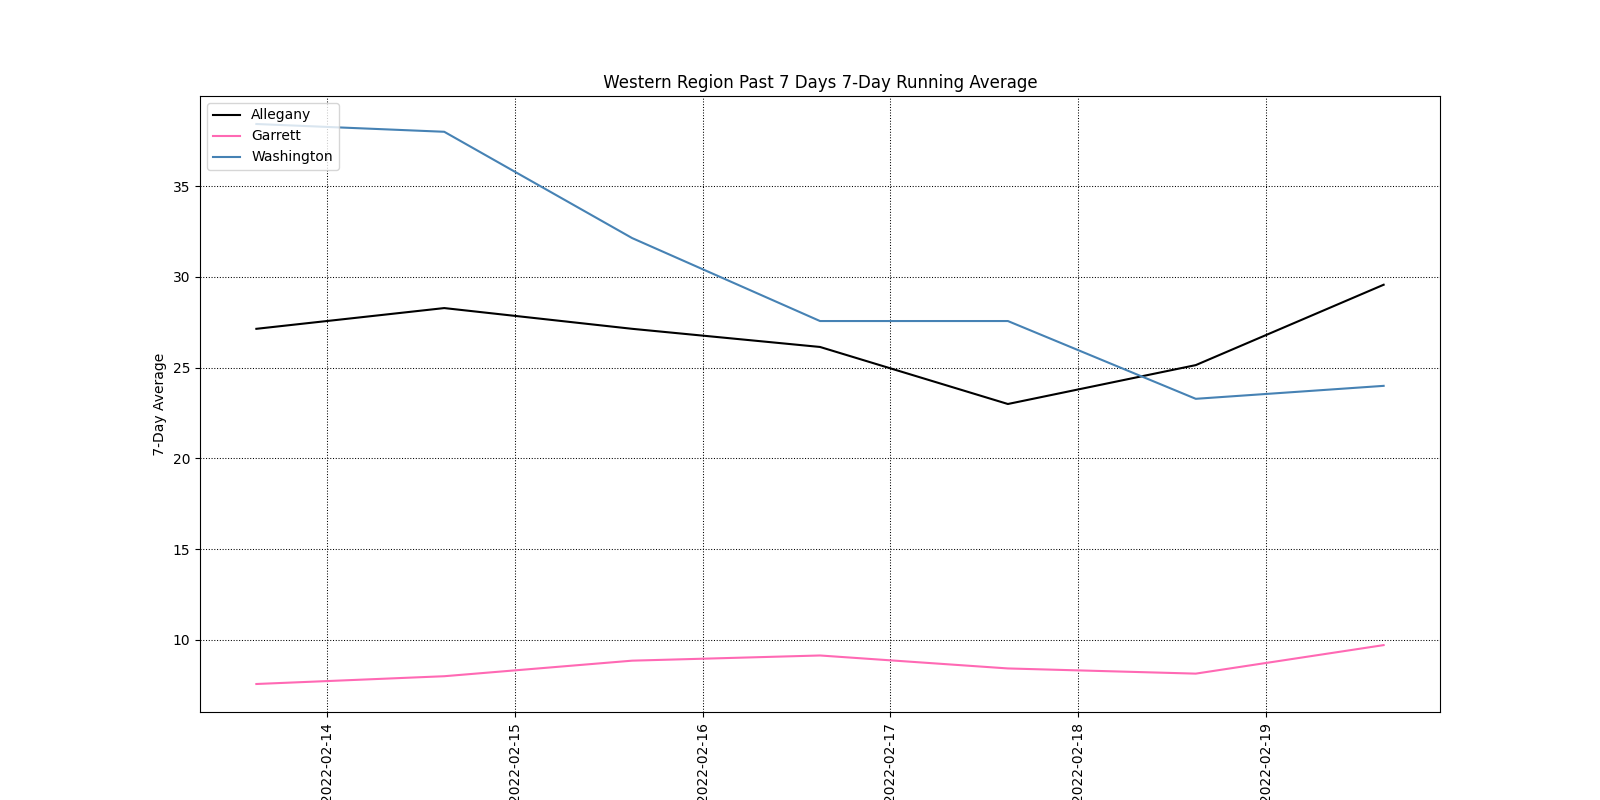 Western Region Past 7 Days 7-Day Running Average
Allegany
Garrett
Washington
7-Day Average
35
30
25
20
15
10
2022-02-14
2022-02-15
2022-02-16
2022-02-17
2022-02-18
2022-02-19